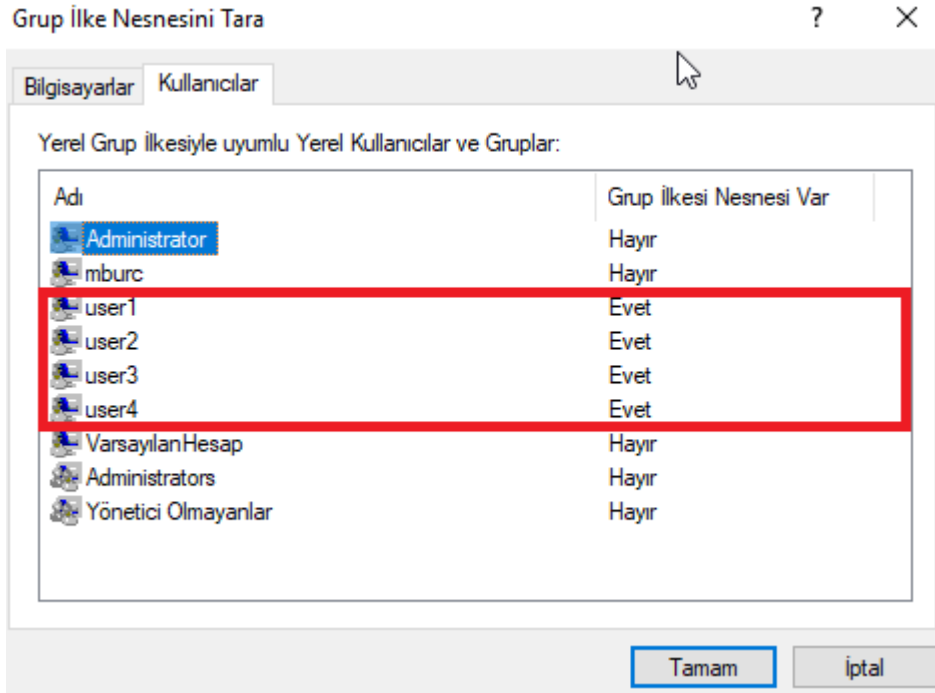 Grup İlke Nesnesini Tara ?
Bilgisayarlar Kullanıcılar
Yerel Grup İlkesiyle uyumlu Yerel Kullanıcılar ve Gruplar:
Adı Grup İlkesi Nesnesi Var
Administrator Hayır
mburc Hayır
user1 Evet
user2 Evet
user3 Evet
user4 Evet
VarsayılanHesap Hayır
Administrators Hayır
Yönetici Olmayanlar Hayır
Tamam İptal